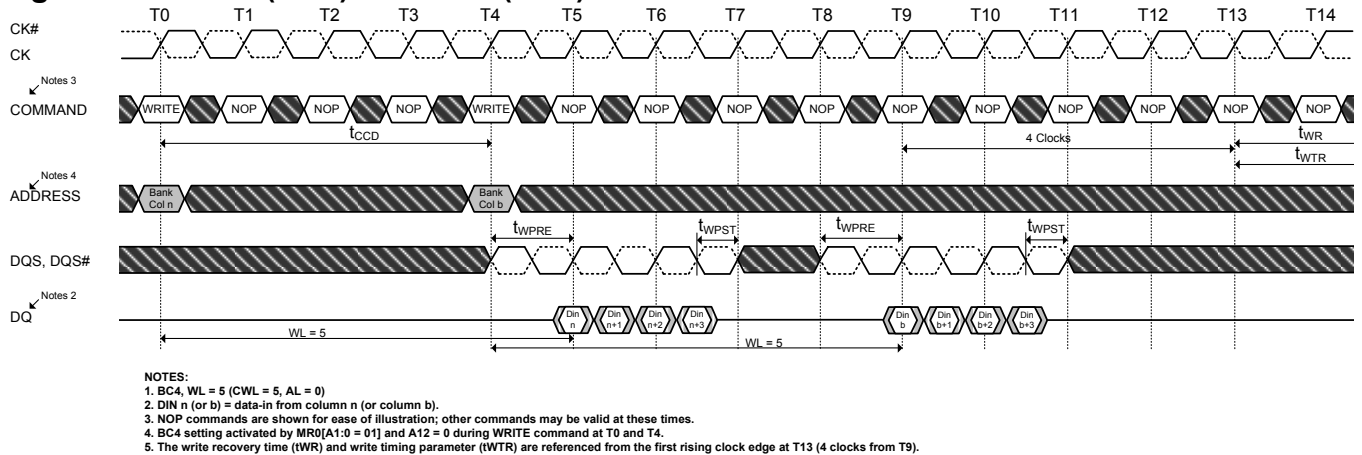 T0 T1 T2 T3 T4 T5 T6 T7 T8 T9 T10 T11 T12 T13 T14
CK#
CK
Notes 3
COMMAND WRITE NOP NOP NOP WRITE NOP NOP NOP NOP NOP NOP NOP NOP NOP NOP
tCCD 4 Clocks tWR
tWTR
Notes 4
ADDRESS Bank Col n Bank Col b
tWPRE tWPST tWPRE tWPST
DQS, DQS#
Notes 2
DQ Din n Din n+1 Din n+2 Din n+3 Din b Din b+1 Din b+2 Din b+3
WL = 5 WL = 5
NOTES:
1. BC4, WL = 5 (CWL = 5, AL = 0)
2. DIN n (or b) = data-in from column n (or column b).
3. NOP commands are shown for ease of illustration; other commands may be valid at these times.
4. BC4 setting activated by MR0[A1:0 = 01] and A12 = 0 during WRITE command at T0 and T4.
5. The write recovery time (tWR) and write timing parameter (tWTR) are referenced from the first rising clock edge at T13 (4 clocks from T9).